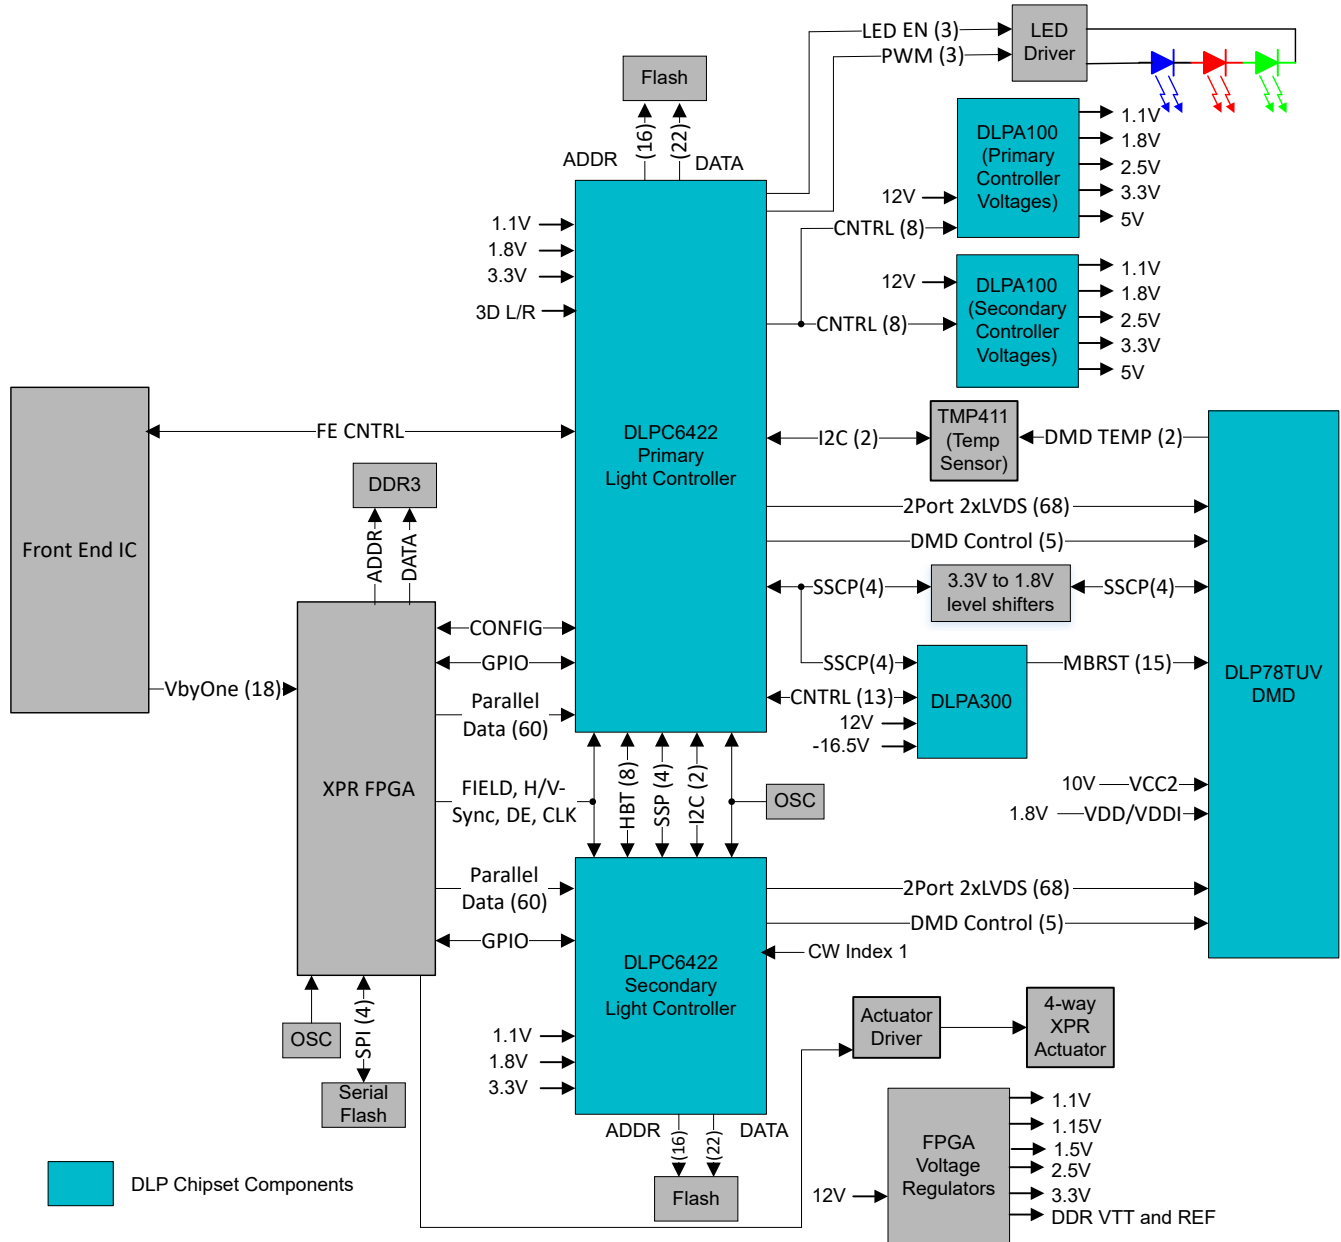 LED EN (3)
PWM (3)
LED
Driver
Flash
(16)
(22)
ADDR
DATA
DLPA100
(Primary
Controller
Voltages)
12V
CNTRL (8)
1.1V
1.8V
2.5V
3.3V
5V
1.1V
1.8V
3.3V
3D L/R
12V
CNTRL (8)
DLPA100
(Secondary
Controller
Voltages)
1.1V
1.8V
2.5V
3.3V
5V
FE CNTRL
DLPC6422
Primary
Light Controller
I2C (2)
TMP411
(Temp
Sensor)
DMD TEMP (2)
DDR3
ADDR
DATA
Front End IC
2Port 2xLVDS (68)
DMD Control (5)
SSCP(4)
3.3V to 1.8V
level shifters
SSCP(4)
CONFIG
GPIO
SSCP(4)
CNTRL (13)
12V
-16.5V
DLPA300
MBRST (15)
DLP78TUV
DMD
VbyOne (18)
Parallel
Data (60)
XPR FPGA
FIELD, H/V-
Sync, DE, CLK
HBT (8)
SSP (4)
I2C (2)
OSC
10V
VCC2
1.8V
VDD/VDDI
Parallel
Data (60)
GPIO
2Port 2xLVDS (68)
DMD Control (5)
CW Index 1
DLPC6422
Secondary
Light Controller
OSC
SPI (4)
Serial
Flash
1.1V
1.8V
3.3V
Actuator
Driver
4-way
XPR
Actuator
ADDR
(16)
(22)
DATA
Flash
12V
FPGA
Voltage
Regulators
1.1V
1.15V
1.5V
2.5V
3.3V
DDR VTT and REF
DLP Chipset Components